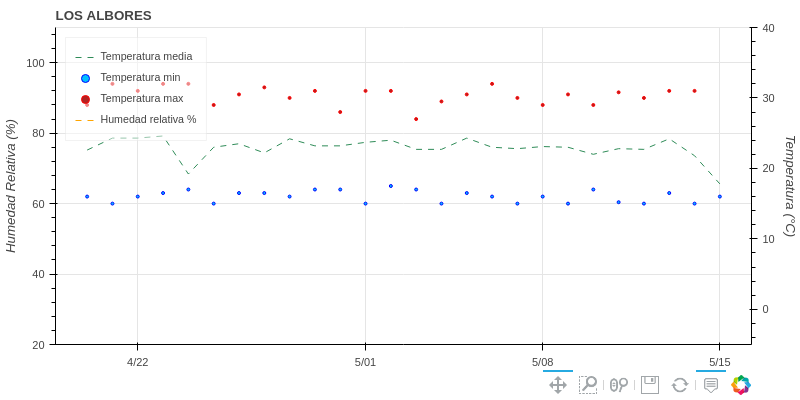 LOS ALBORES
Temperatura media
Temperatura min
Temperatura max
Humedad relativa %
Humedad Relativa (%)
100
80
60
40
20
Temperatura (°C)
40
30
20
10
0
4/22
5/01
5/08
5/15